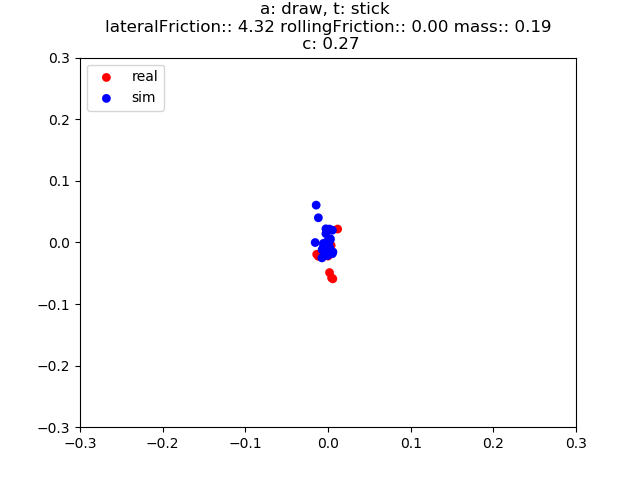 a: draw, t: stick
lateralFriction:: 4.32 rollingFriction:: 0.00 mass:: 0.19
c: 0.27
real
sim
0.3
0.2
0.1
0.0
−0.1
−0.2
−0.3
−0.3 −0.2 −0.1 0.0 0.1 0.2 0.3